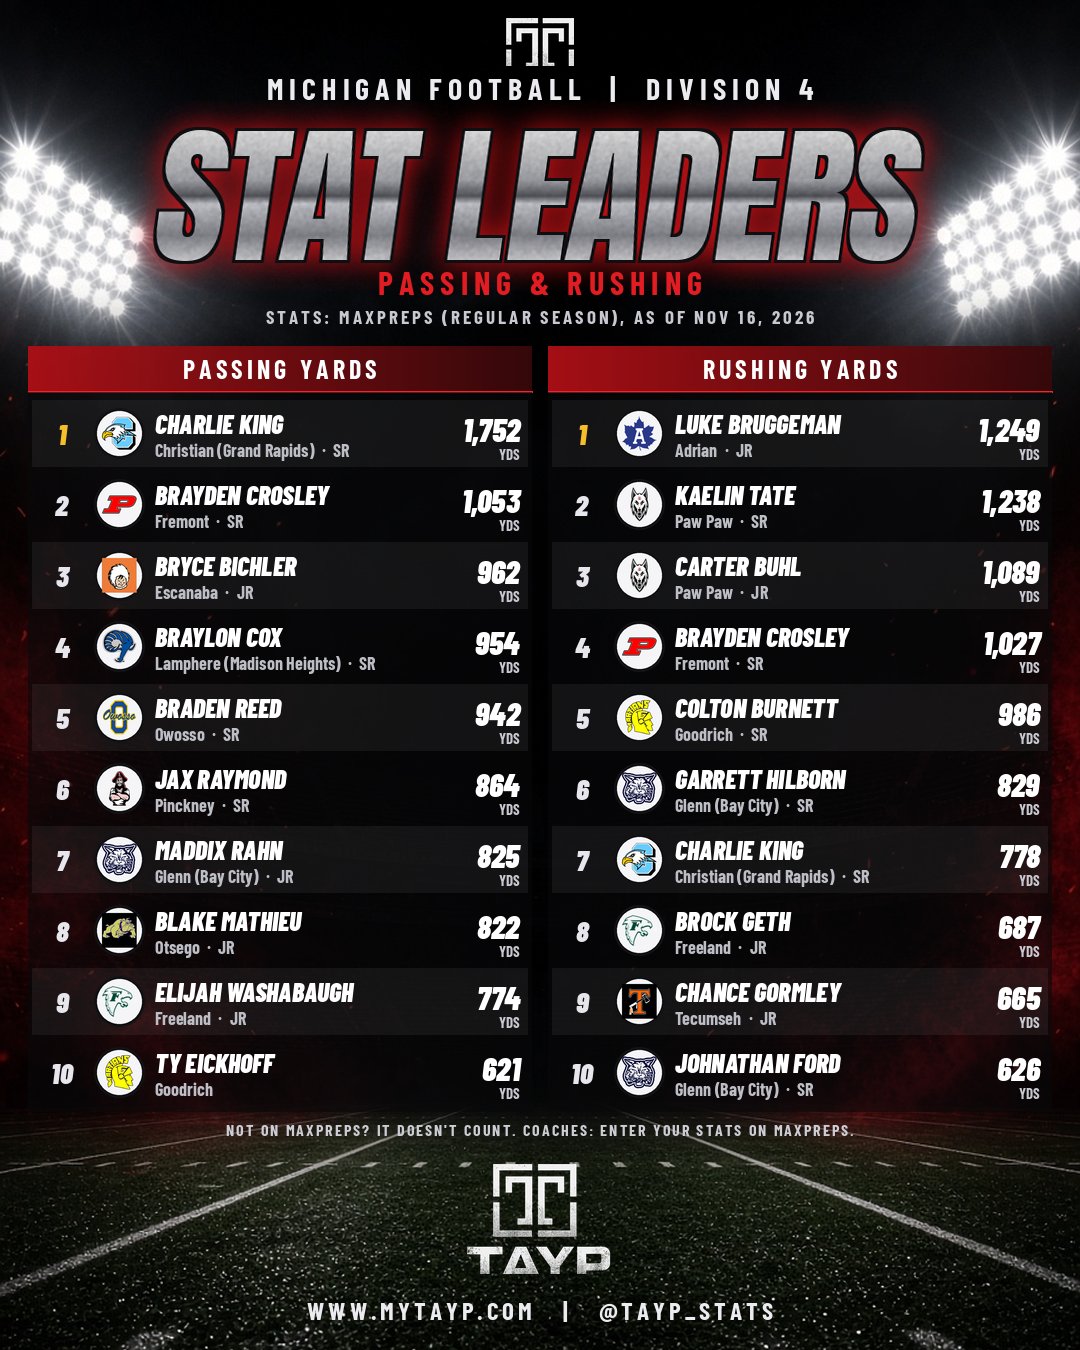 MICHIGAN FOOTBALL | DIVISION 4
STAT LEADERS
PASSING & RUSHING
STATS: MAXPREPS (REGULAR SEASON), AS OF NOV 16, 2026
PASSING YARDS
1 CHARLIE KING 1,752
Christian (Grand Rapids) · SR YDS
2 BRAYDEN CROSLEY 1,053
Fremont · SR YDS
3 BRYCE BICHLER 962
Escanaba · JR YDS
4 BRAYLON COX 954
Lamphere (Madison Heights) · SR YDS
5 BRADEN REED 942
Owosso · SR YDS
6 JAX RAYMOND 864
Pinckney · SR YDS
7 MADDIX RAHN 825
Glenn (Bay City) · JR YDS
8 BLAKE MATHIEU 822
Otsego · JR YDS
9 ELIJAH WASHABAUGH 774
Freeland · JR YDS
10 TY EICKHOFF 621
Goodrich YDS
RUSHING YARDS
1 LUKE BRUGGEMAN 1,249
Adrian · JR YDS
2 KAELIN TATE 1,238
Paw Paw · SR YDS
3 CARTER BUHL 1,089
Paw Paw · JR YDS
4 BRAYDEN CROSLEY 1,027
Fremont · SR YDS
5 COLTON BURNETT 986
Goodrich · SR YDS
6 GARRETT HILBORN 829
Glenn (Bay City) · SR YDS
7 CHARLIE KING 778
Christian (Grand Rapids) · SR YDS
8 BROCK GETH 687
Freeland · JR YDS
9 CHANCE GORMLEY 665
Tecumseh · JR YDS
10 JOHNATHAN FORD 626
Glenn (Bay City) · SR YDS
NOT ON MAXPREPS? IT DOESN'T COUNT. COACHES: ENTER YOUR STATS ON MAXPREPS.
TAYP
WWW.MYTAYP.COM | @TAYP_STATS